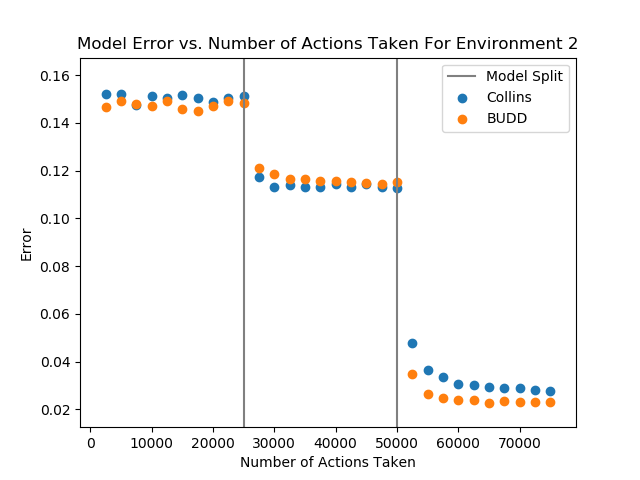 Model Error vs. Number of Actions Taken For Environment 2
0.16
0.14
0.12
0.10
0.08
0.06
0.04
0.02
Error
Model Split
Collins
BUDD
0 10000 20000 30000 40000 50000 60000 70000
Number of Actions Taken